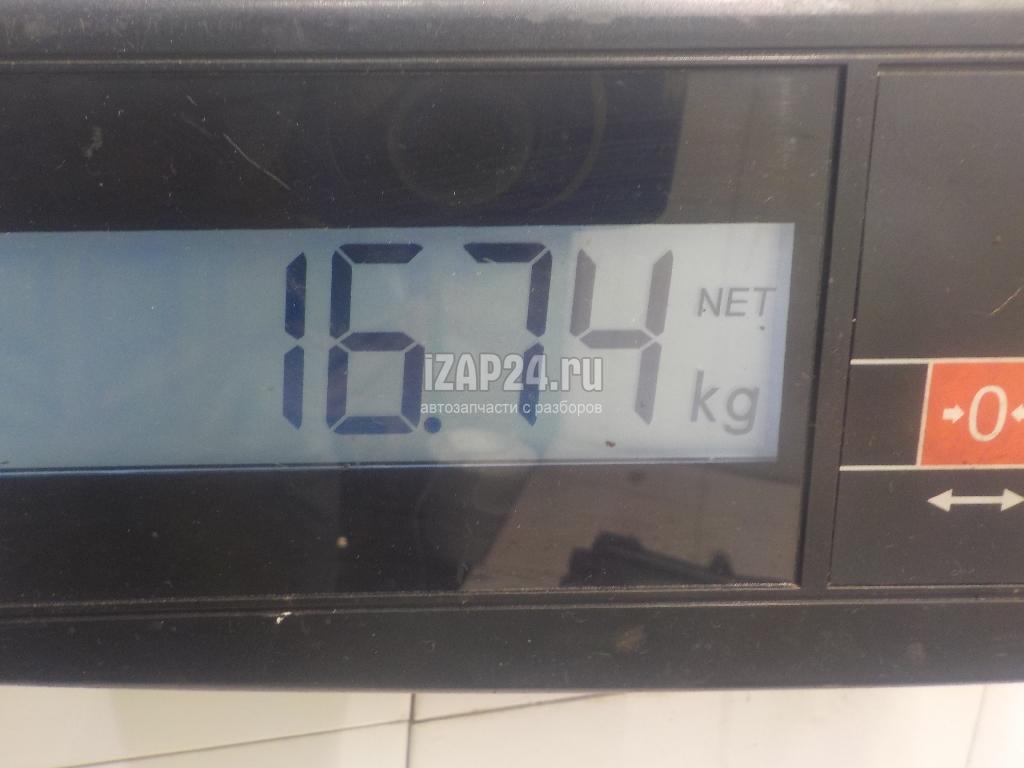 16.74 NET
kg
→0←
iZAP24.ru
автозапчасти с разборов